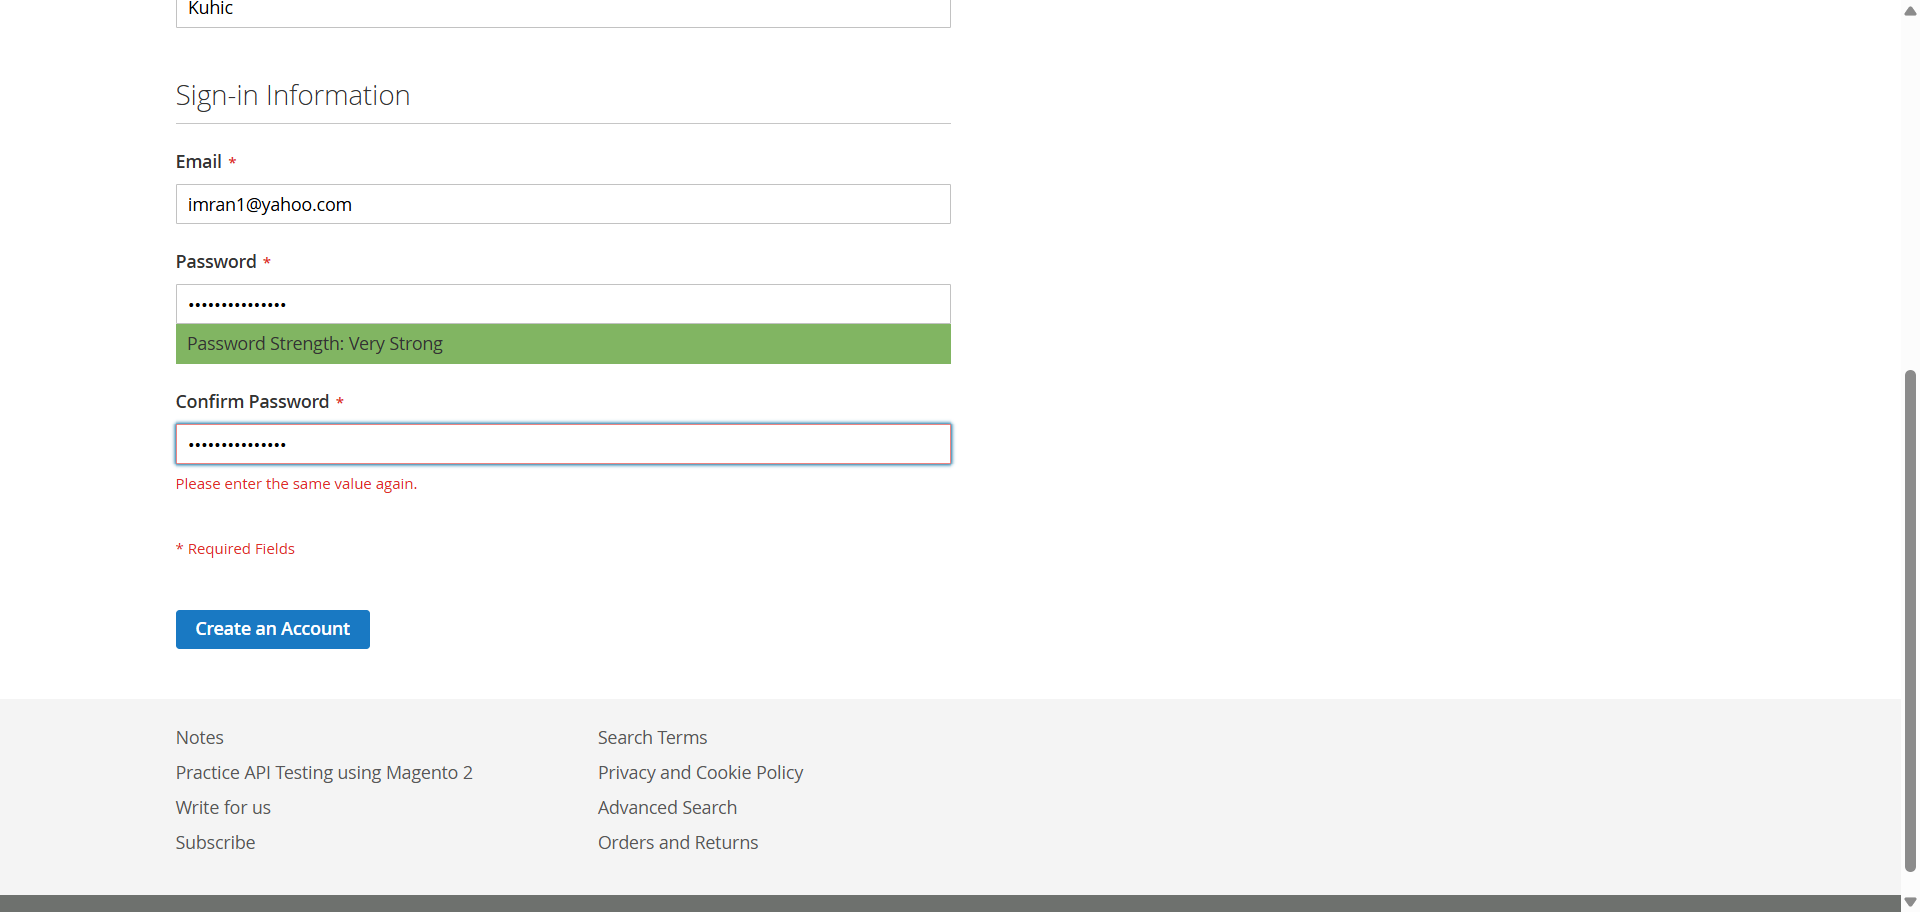 Kuhic
Sign-in Information
Email *
imran1@yahoo.com
Password *
•••••••••••••••
Password Strength: Very Strong
Confirm Password *
•••••••••••••••
Please enter the same value again.
* Required Fields
Create an Account
Notes
Practice API Testing using Magento 2
Write for us
Subscribe
Search Terms
Privacy and Cookie Policy
Advanced Search
Orders and Returns